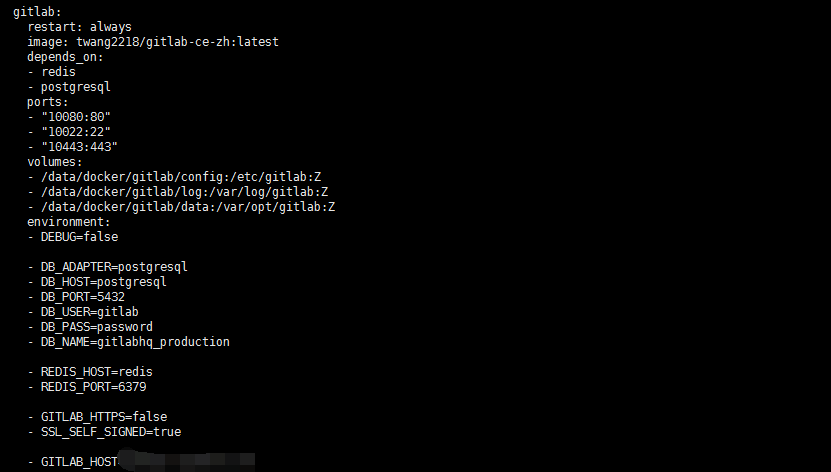 gitlab:
restart: always
image: twang2218/gitlab-ce-zh:latest
depends_on:
- redis
- postgresql
ports:
- "10080:80"
- "10022:22"
- "10443:443"
volumes:
- /data/docker/gitlab/config:/etc/gitlab:Z
- /data/docker/gitlab/log:/var/log/gitlab:Z
- /data/docker/gitlab/data:/var/opt/gitlab:Z
environment:
- DEBUG=false
- DB_ADAPTER=postgresql
- DB_HOST=postgresql
- DB_PORT=5432
- DB_USER=gitlab
- DB_PASS=password
- DB_NAME=gitlabhq_production
- REDIS_HOST=redis
- REDIS_PORT=6379
- GITLAB_HTTPS=false
- SSL_SELF_SIGNED=true
- GITLAB_HOST